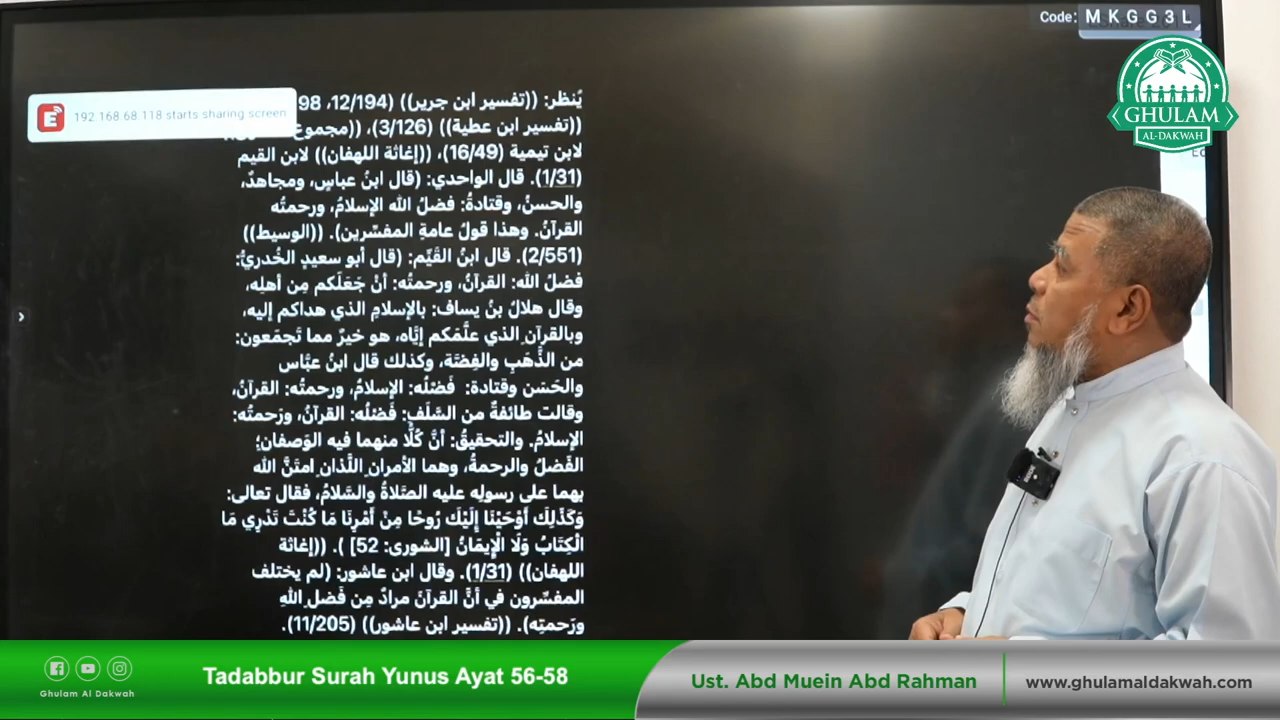 Code: M K G G 3 L
GHULAM
AL-DAKWAH
192.168.68.118 starts sharing screen
يُنظر: ((تفسير ابن جرير)) (12/194، 98
((تفسير ابن عطية)) (3/126)، ((مجموع
لابن تيمية (16/49)، ((إغاثة اللهفان)) لابن القيم
(1/31). قال الواحدي: (قال ابنُ عباسٍ، ومجاهدٌ،
والحسنُ، وقتادةُ: فضلُ الله الإسلامُ، ورحمتُه
القرآنُ. وهذا قولُ عامةِ المفسِّرين). ((الوسيط))
(2/551). قال ابنُ القَيِّم: (قال أبو سعيدٍ الخُدريُّ:
فضلُ الله: القرآنُ، ورحمتُه: أنْ جَعَلَكم مِن أهلِه،
وقال هلالُ بنُ يساف: بالإسلامِ الذي هداكم إليه،
وبالقرآنِ الذي علَّمَكم إيَّاه، هو خيرٌ مما تَجمَعون:
من الذَّهَبِ والفِضَّة، وكذلك قال ابنُ عبَّاس
والحَسَن وقتادة: فَضْلُه: الإسلامُ، ورحمتُه: القرآنُ،
وقالت طائفةٌ من السَّلَفِ: فَضْلُه: القرآنُ، ورَحمتُه:
الإسلامُ. والتحقيقُ: أنَّ كُلًّا منهما فيه الوَصفانِ؛
الفَضلُ والرحمةُ، وهما الأمرانِ اللَّذانِ امتَنَّ الله
بهما على رسولِه عليه الصَّلاةُ والسَّلامُ، فقال تعالى:
وَكَذَلِكَ أَوْحَيْنَا إِلَيْكَ رُوحًا مِنْ أَمْرِنَا مَا كُنْتَ تَدْرِي مَا
الْكِتَابُ وَلَا الْإِيمَانُ [الشورى: 52] ). ((إغاثة
اللهفان)) (1/31). وقال ابن عاشور: (لم يختلف
المفسِّرون في أنَّ القرآنَ مرادٌ مِن فَضلِ اللهِ
ورَحمتِه). ((تفسير ابن عاشور)) (11/205).
Ghulam Al Dakwah
Tadabbur Surah Yunus Ayat 56-58
Ust. Abd Muein Abd Rahman
www.ghulamaldakwah.com